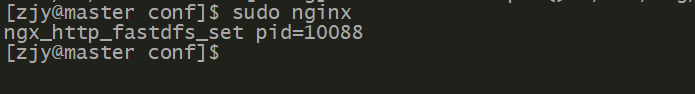 [zjy@master conf]$ sudo nginx
ngx_http_fastdfs_set pid=10088
[zjy@master conf]$